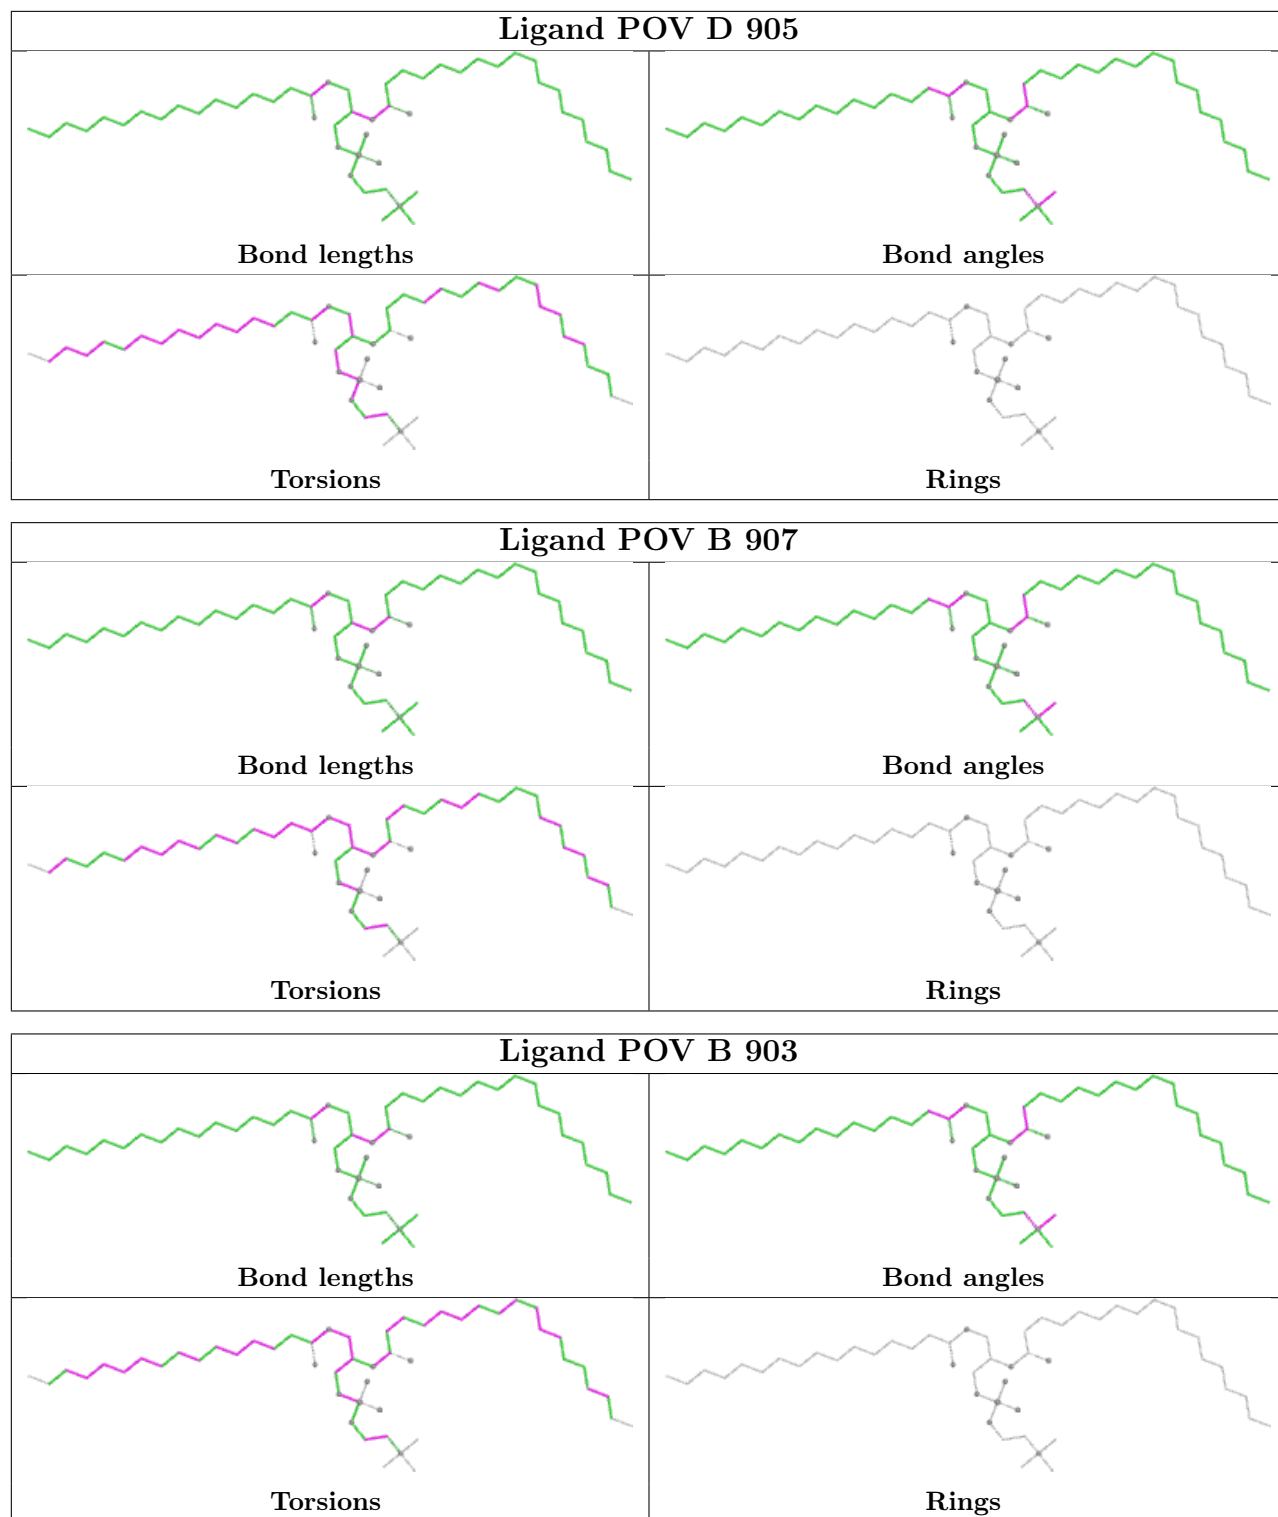 Ligand POV D 905
Bond lengths
Bond angles
Torsions
Rings
Ligand POV B 907
Bond lengths
Bond angles
Torsions
Rings
Ligand POV B 903
Bond lengths
Bond angles
Torsions
Rings